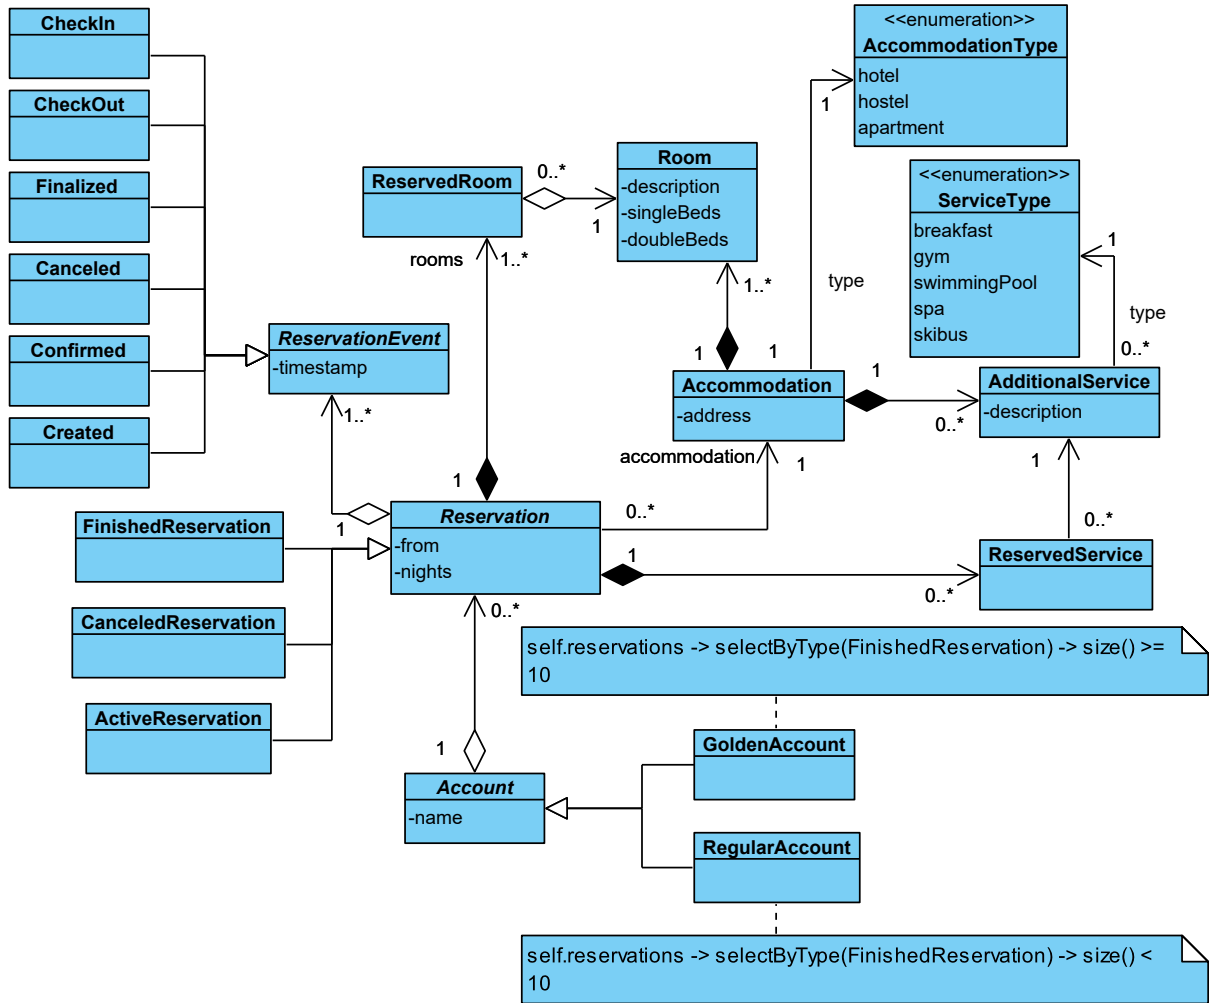 CheckIn
CheckOut
Finalized
Canceled
Confirmed
Created
<<enumeration>>
AccommodationType
hotel
hostel
apartment
1
<<enumeration>>
ServiceType
breakfast
gym
swimmingPool
spa
skibus
1
type
0..*
type
ReservedRoom
0..*
1
Room
-description
-singleBeds
-doubleBeds
rooms
1..*
1..*
1
1
ReservationEvent
-timestamp
1..*
1
Accommodation
-address
1
0..*
AdditionalService
-description
accommodation
1
1
0..*
1
Reservation
-from
-nights
0..*
1
0..*
ReservedService
FinishedReservation
CanceledReservation
ActiveReservation
0..*
1
self.reservations -> selectByType(FinishedReservation) -> size() >=
10
GoldenAccount
Account
-name
RegularAccount
self.reservations -> selectByType(FinishedReservation) -> size() <
10